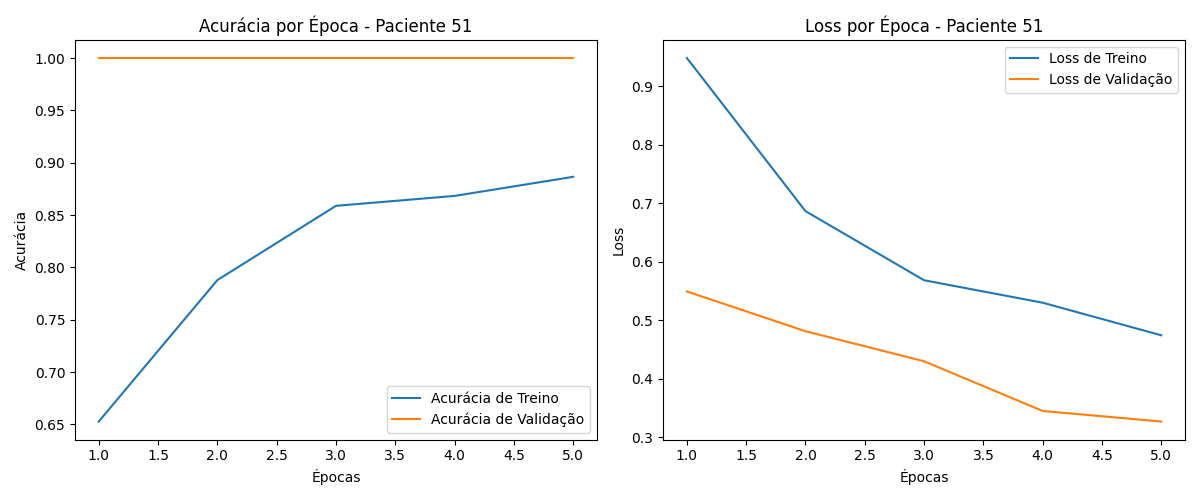 Acurácia por Época - Paciente 51
1.00
0.95
0.90
0.85
0.80
0.75
0.70
0.65
Acurácia
Acurácia de Treino
Acurácia de Validação
1.0 1.5 2.0 2.5 3.0 3.5 4.0 4.5 5.0
Épocas
Loss por Época - Paciente 51
Loss de Treino
Loss de Validação
0.9
0.8
0.7
0.6
0.5
0.4
0.3
Loss
1.0 1.5 2.0 2.5 3.0 3.5 4.0 4.5 5.0
Épocas